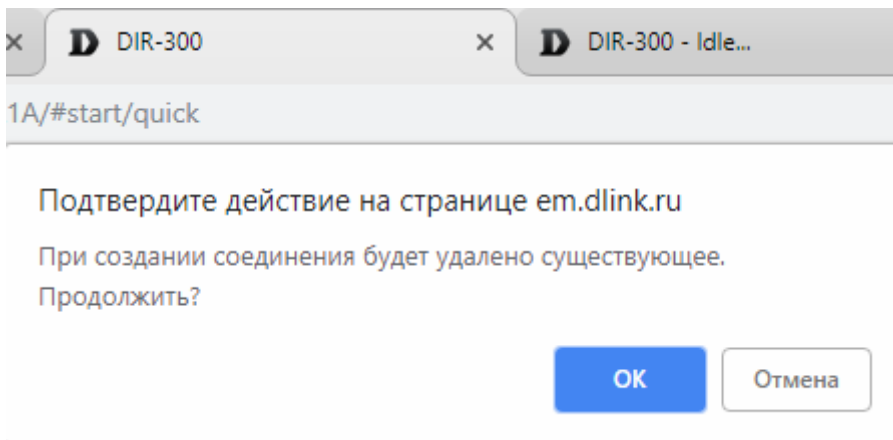 DIR-300
DIR-300 - Idle...
1A/#start/quick
Подтвердите действие на странице em.dlink.ru
При создании соединения будет удалено существующее.
Продолжить?
ОК Отмена